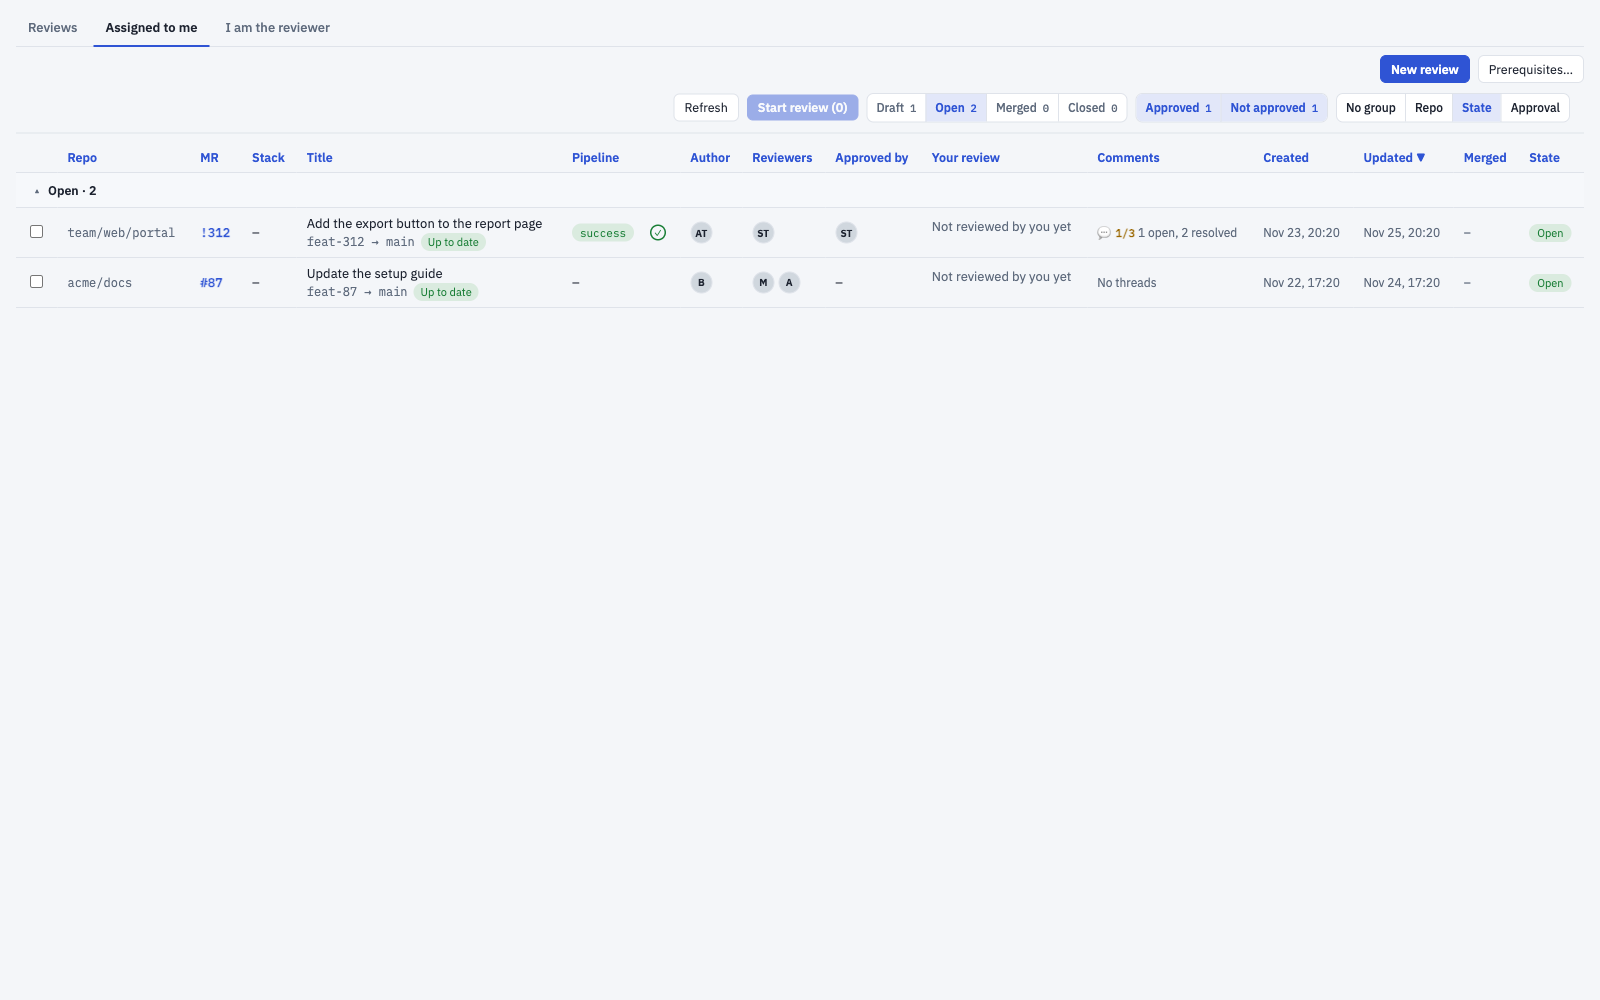 Reviews Assigned to me I am the reviewer
New review Prerequisites...
Refresh Start review (0) Draft 1 Open 2 Merged 0 Closed 0 Approved 1 Not approved 1 No group Repo State Approval
Repo MR Stack Title Pipeline Author Reviewers Approved by Your review Comments Created Updated ▼ Merged State
▲ Open · 2
team/web/portal !312 — Add the export button to the report page success AT ST ST Not reviewed by you yet 💬 1/3 1 open, 2 resolved Nov 23, 20:20 Nov 25, 20:20 — Open
feat-312 → main Up to date
acme/docs #87 — Update the setup guide — B M A — Not reviewed by you yet No threads Nov 22, 17:20 Nov 24, 17:20 — Open
feat-87 → main Up to date